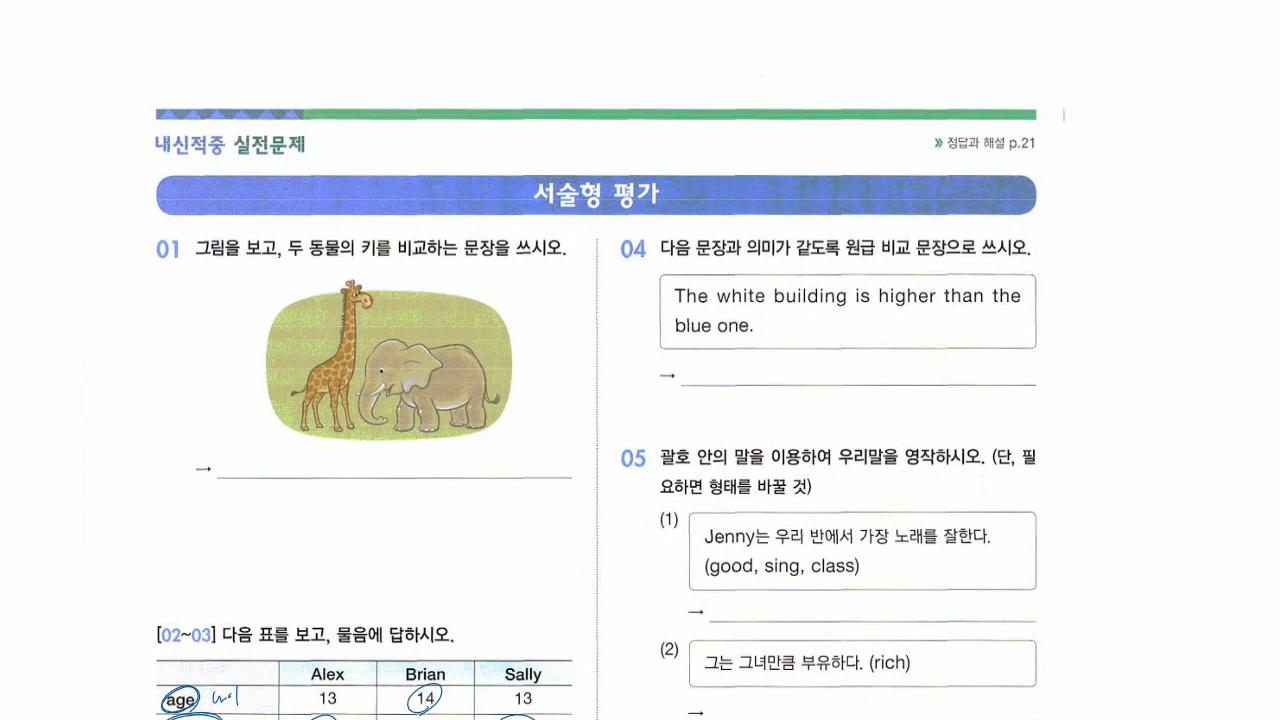 내신적중 실전문제
» 정답과 해설 p.21
서술형 평가
01 그림을 보고, 두 동물의 키를 비교하는 문장을 쓰시오.
→
[02~03] 다음 표를 보고, 물음에 답하시오.
Alex Brian Sally
age 나이 13 14 13
04 다음 문장과 의미가 같도록 원급 비교 문장으로 쓰시오.
The white building is higher than the
blue one.
→
05 괄호 안의 말을 이용하여 우리말을 영작하시오. (단, 필
요하면 형태를 바꿀 것)
(1) Jenny는 우리 반에서 가장 노래를 잘한다.
(good, sing, class)
→
(2) 그는 그녀만큼 부유하다. (rich)
→